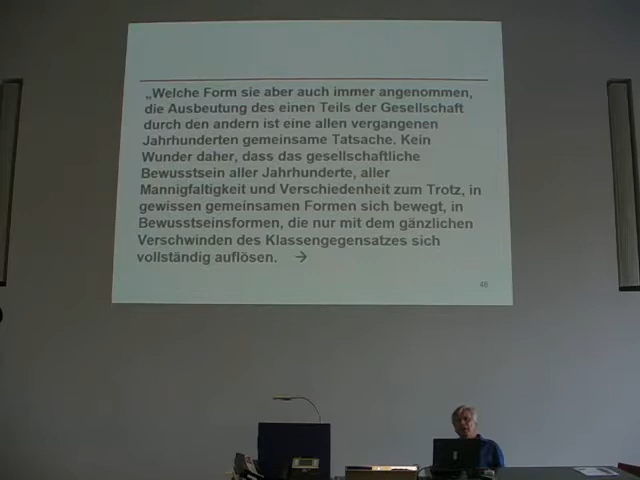 „Welche Form sie aber auch immer angenommen,
die Ausbeutung des einen Teils der Gesellschaft
durch den andern ist eine allen vergangenen
Jahrhunderten gemeinsame Tatsache. Kein
Wunder daher, dass das gesellschaftliche
Bewusstsein aller Jahrhunderte, aller
Mannigfaltigkeit und Verschiedenheit zum Trotz, in
gewissen gemeinsamen Formen sich bewegt, in
Bewusstseinsformen, die nur mit dem gänzlichen
Verschwinden des Klassengegensatzes sich
vollständig auflösen. →